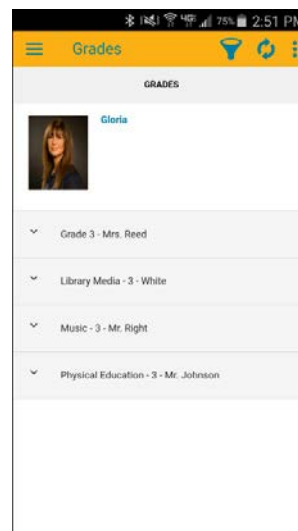 75% 2:51 PM
Grades
GRADES
Gloria
Grade 3 - Mrs. Reed
Library Media - 3 - White
Music - 3 - Mr. Right
Physical Education - 3 - Mr. Johnson